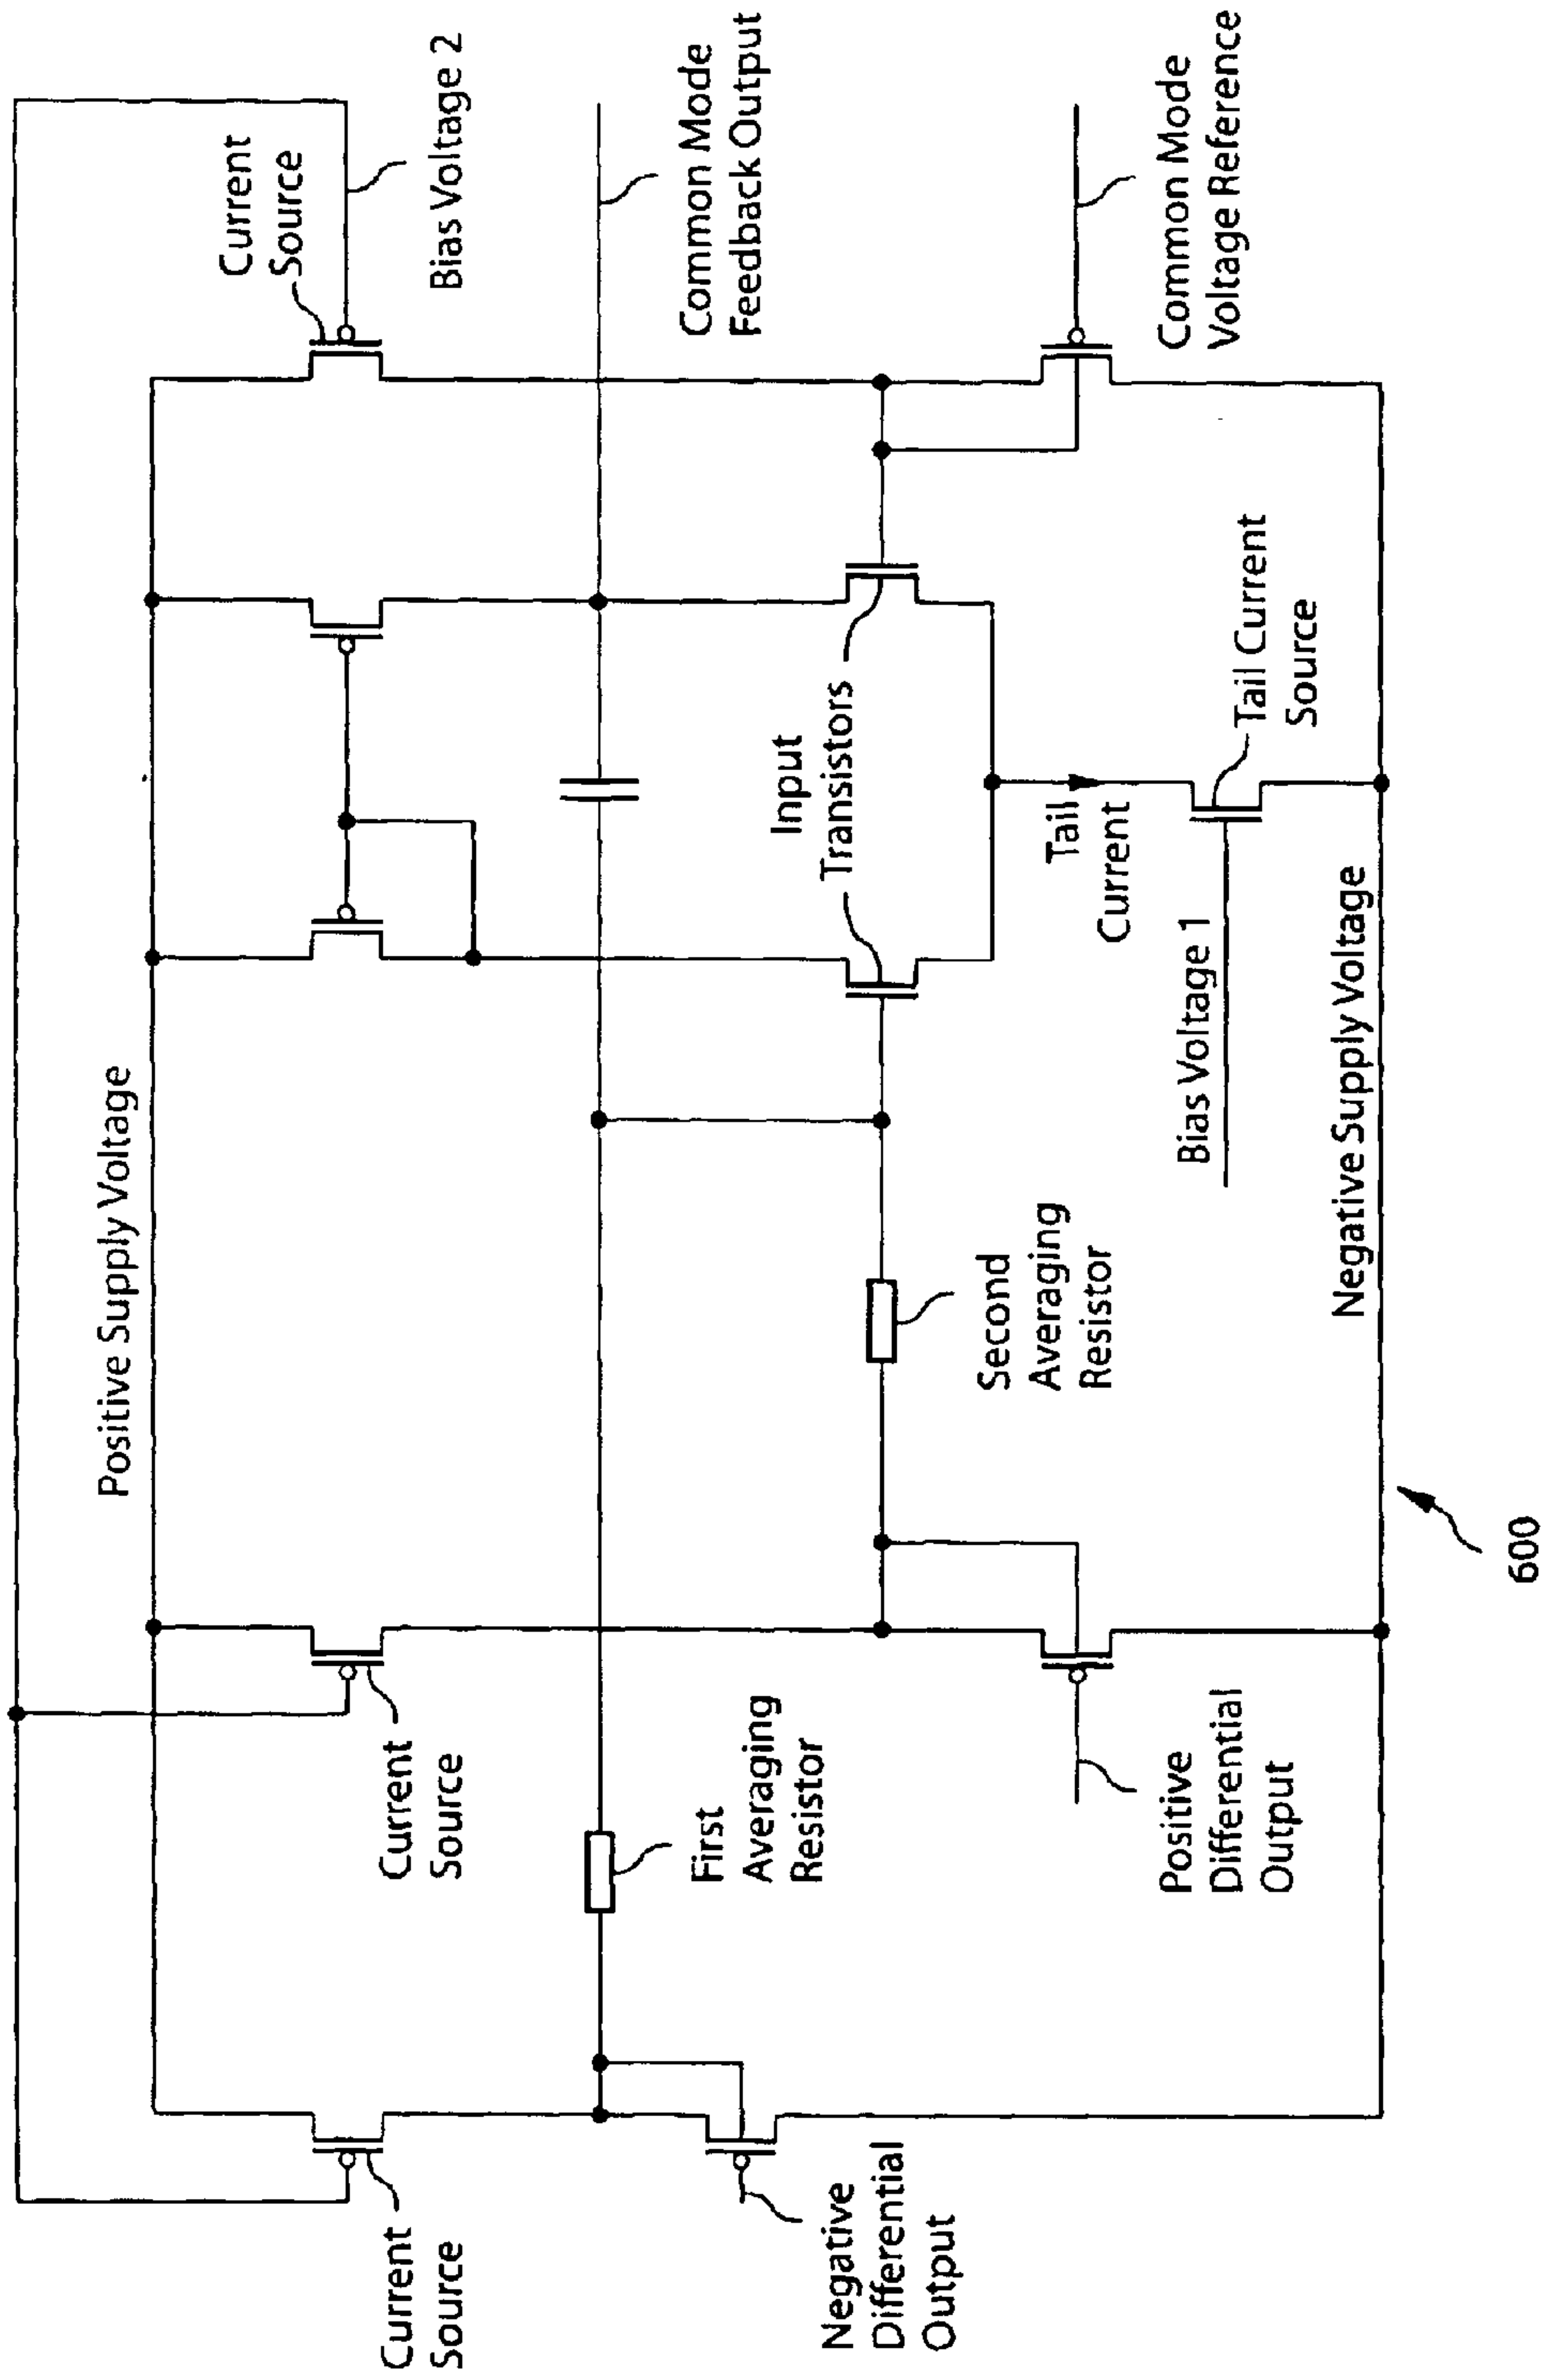 Positive Supply Voltage
Current
Source
Bias Voltage 2
Current
Source
Current
Source
Common Mode
Feedback Output
First
Averaging
Resistor
Input
Transistors
Negative
Differential
Output
Second
Averaging
Resistor
Tail
Current
Positive
Differential
Output
Bias Voltage 1
Tail Current
Source
Common Mode
Voltage Reference
Negative Supply Voltage
600